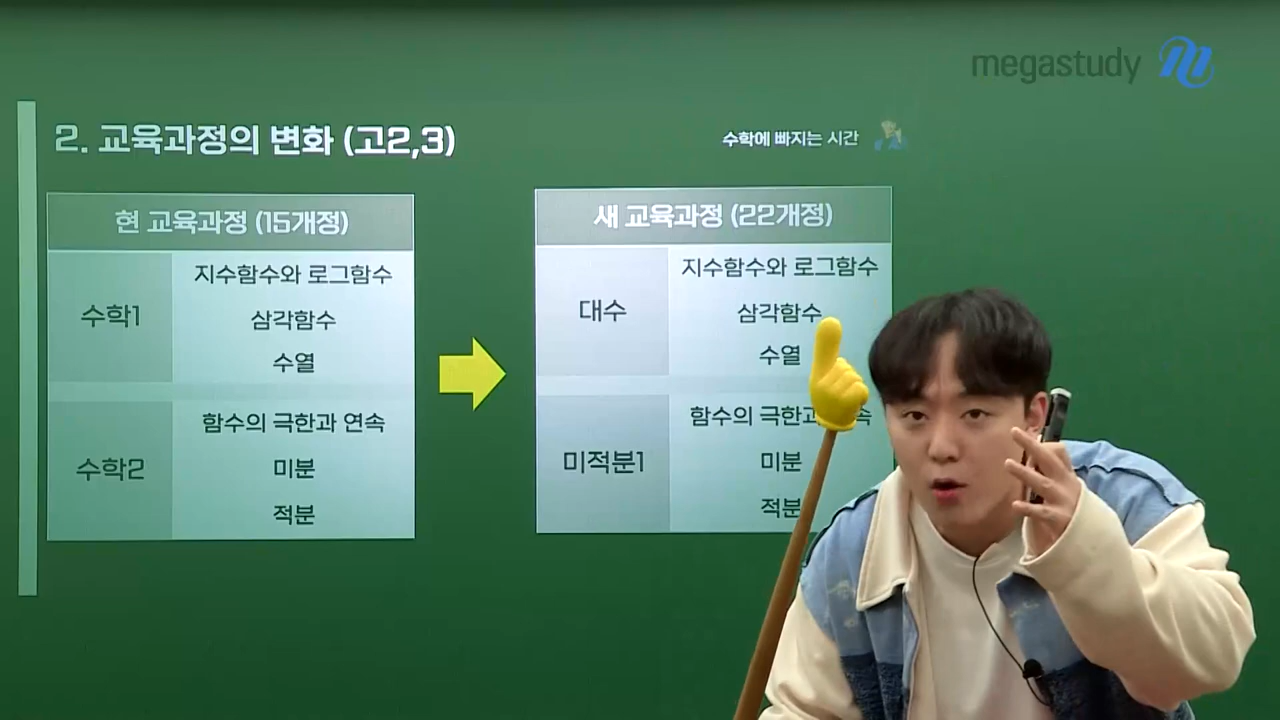 megastudy
2. 교육과정의 변화 (고2,3)
수학에 빠지는 시간
현 교육과정 (15개정)
수학1
지수함수와 로그함수
삼각함수
수열
수학2
함수의 극한과 연속
미분
적분
새 교육과정 (22개정)
대수
지수함수와 로그함수
삼각함수
수열
미적분1
함수의 극한과 연속
미분
적분